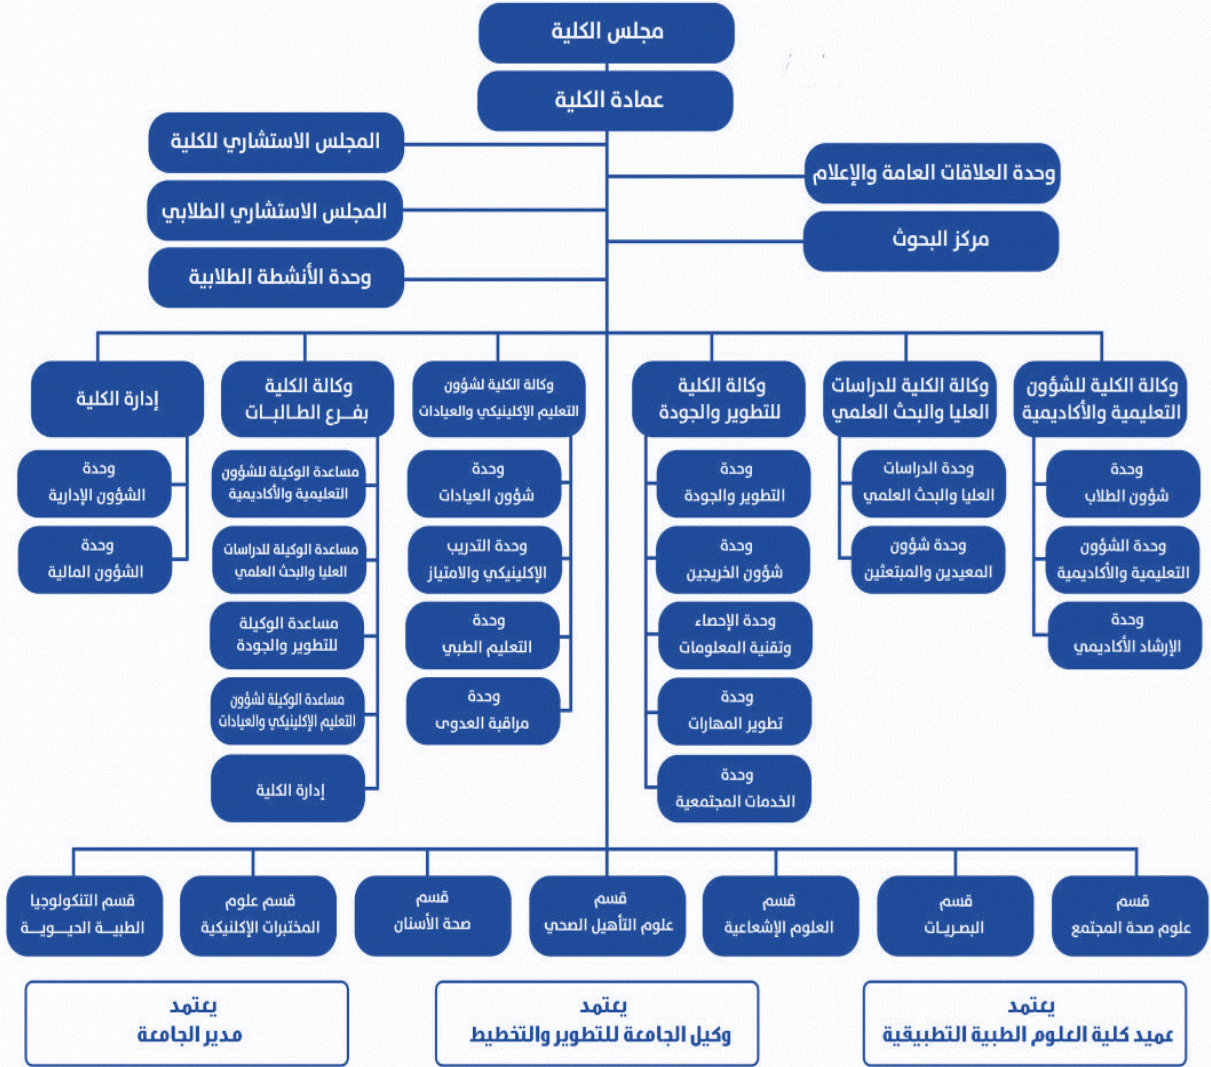 مجلس الكلية
عمادة الكلية
المجلس الاستشاري للكلية
وحدة العلاقات العامة والإعلام
المجلس الاستشاري الطلابي
مركز البحوث
وحدة الأنشطة الطلابية
وكالة الكلية للشؤون
التعليمية والأكاديمية
وحدة
شؤون الطلاب
وحدة الشؤون
التعليمية والأكاديمية
وحدة
الإرشاد الأكاديمي
وكالة الكلية للدراسات
العليا والبحث العلمي
وحدة الدراسات
العليا والبحث العلمي
وحدة شؤون
المعيدين والمبتعثين
وكالة الكلية
للتطوير والجودة
وحدة
التطوير والجودة
وحدة
شؤون الخريجين
وحدة الإحصاء
وتقنية المعلومات
وحدة
تطوير المهارات
وحدة
الخدمات المجتمعية
وكالة الكلية لشؤون
التعليم الإكلينيكي والعيادات
وحدة
شؤون العيادات
وحدة التدريب
الإكلينيكي والامتياز
وحدة
التعليم الطبي
وحدة
مراقبة العدوى
وكالة الكلية
بفــرع الطـالبـات
مساعدة الوكيلة للشؤون
التعليمية والأكاديمية
مساعدة الوكيلة للدراسات
العليا والبحث العلمي
مساعدة الوكيلة
للتطوير والجودة
مساعدة الوكيلة لشؤون
التعليم الإكلينيكي والعيادات
إدارة الكلية
إدارة الكلية
وحدة
الشؤون الإدارية
وحدة
الشؤون المالية
قسم
علوم صحة المجتمع
قسم
البصريـات
قسم
العلوم الإشعاعية
قسم
علوم التأهيل الصحي
قسم
صحة الأسنان
قسم علوم
المختبرات الإكلنيكية
قسم التنكولوجيا
الطبيــة الحيــويــة
يعتمد
عميد كلية العلوم الطبية التطبيقية
يعتمد
وكيل الجامعة للتطوير والتخطيط
يعتمد
مدير الجامعة